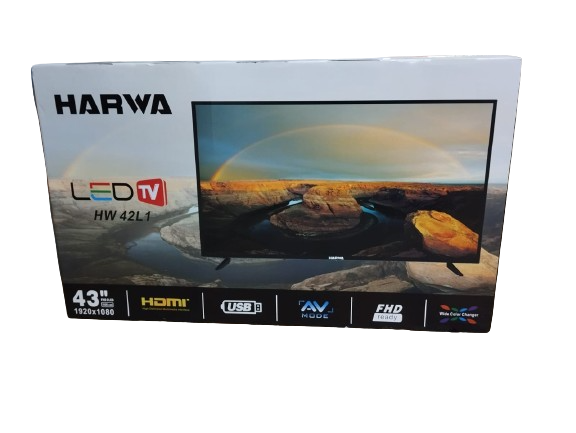 HARWA
LED TV
HW 42L1
HARWA
43"
1920x1080
HDMI
USB
AV
MODE
FHD
ready
Wide Color Changer